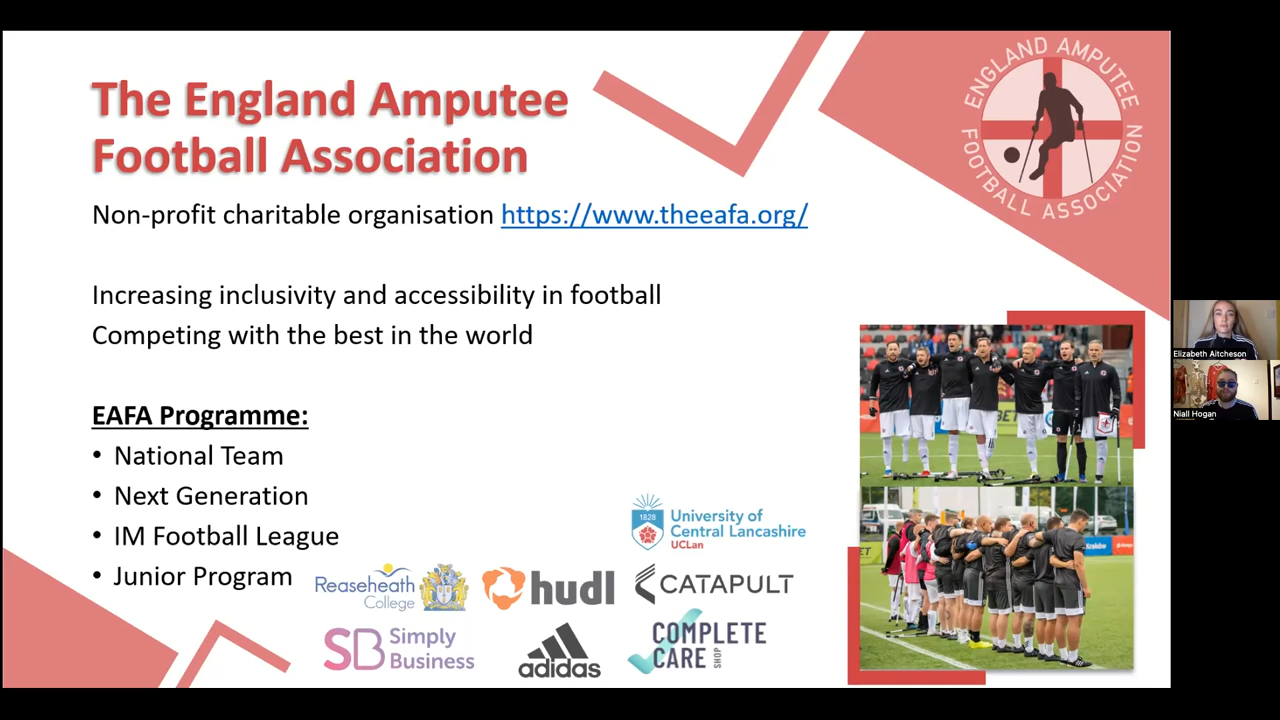 The England Amputee
Football Association
ENGLAND AMPUTEE
FOOTBALL ASSOCIATION
Non-profit charitable organisation https://www.theeafa.org/
Increasing inclusivity and accessibility in football
Competing with the best in the world
EAFA Programme:
• National Team
• Next Generation
• IM Football League
• Junior Program
1828
University of
Central Lancashire
UCLan
Reaseheath
College
hudl
CATAPULT
SB Simply
Business
adidas
COMPLETE
CARE SHOP
Kraków
Elizabeth Aitcheson
Niall Hogan